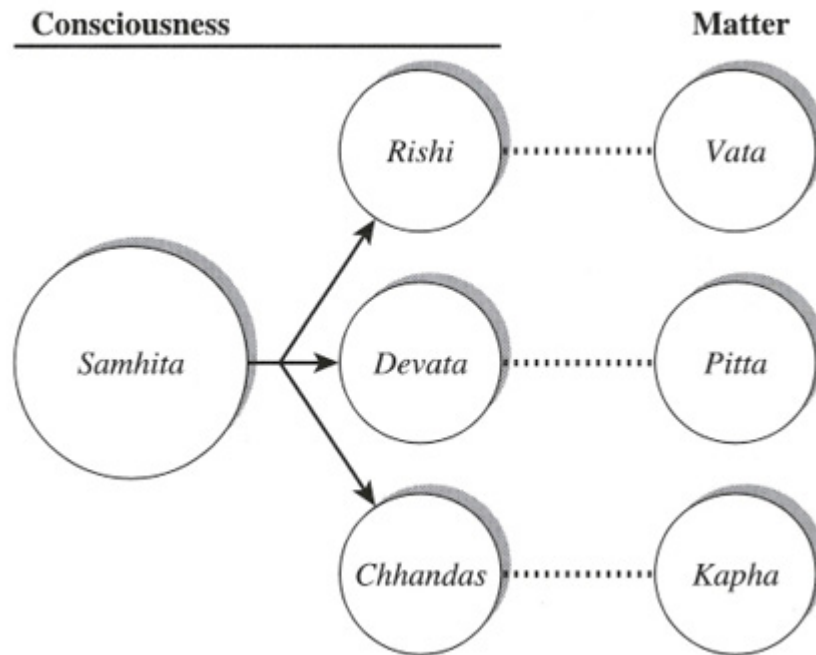 Consciousness
Matter
Rishi
Vata
Samhita
Devata
Pitta
Chhandas
Kapha